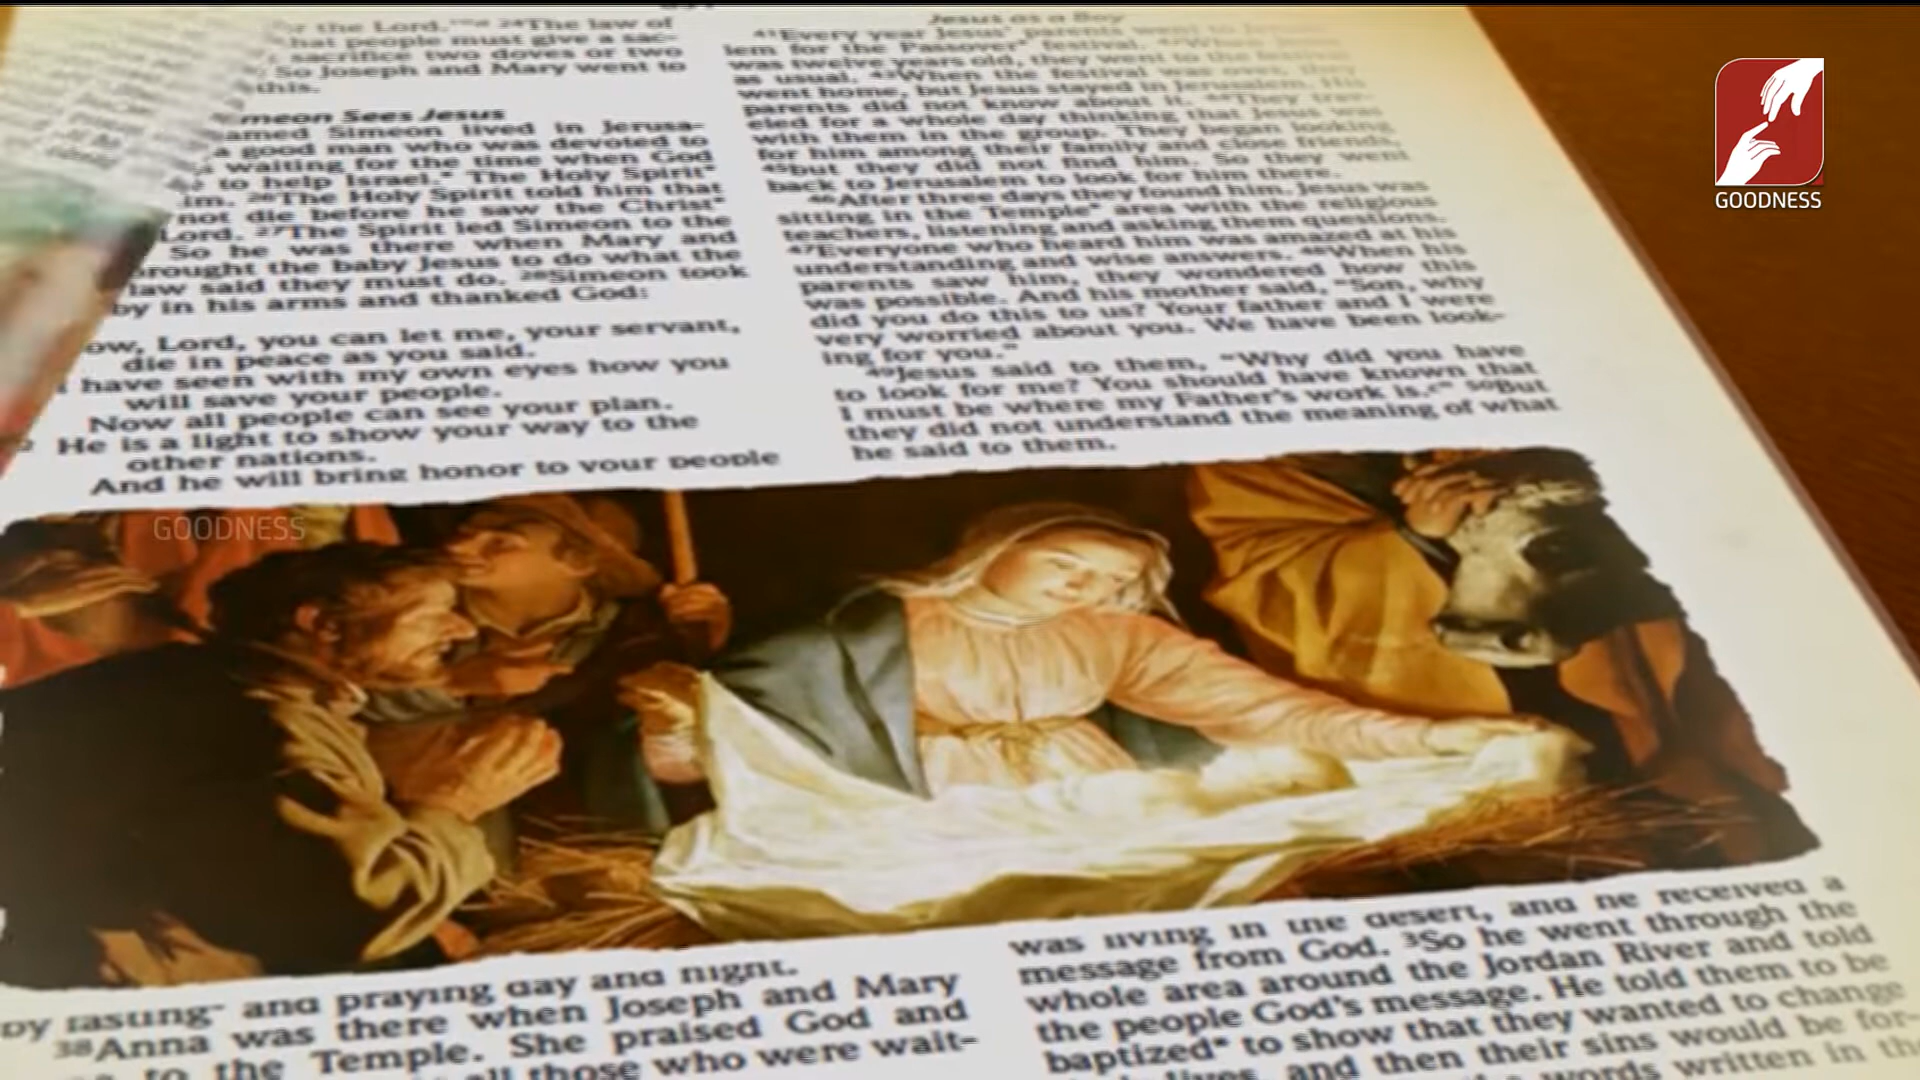 for the Lord." 24The law of
that people must give a sac-
sacrifice two doves or two
So Joseph and Mary went to
this.
meon Sees Jesus
amed Simeon lived in Jerusa-
a good man who was devoted to
waiting for the time when God
to help Israel.* The Holy Spirit*
im. 26The Holy Spirit told him that
not die before he saw the Christ*
Lord. 27The Spirit led Simeon to the
So he was there when Mary and
brought the baby Jesus to do what the
law said they must do. 28Simeon took
by in his arms and thanked God:
ow, Lord, you can let me, your servant,
die in peace as you said.
I have seen with my own eyes how you
will save your people.
Now all people can see your plan.
He is a light to show your way to the
other nations.
And he will bring honor to your people
Jesus as a Boy
41Every year Jesus' parents went to
lem for the Passover* festival.
was twelve years old, they went to the festival
as usual. 43When the festival was over, they
went home, but Jesus stayed in Jerusalem. His
parents did not know about it. 44They trav-
eled for a whole day thinking that Jesus was
with them in the group. They began looking
for him among their family and close friends,
45but they did not find him. So they went
back to Jerusalem to look for him there.
46After three days they found him. Jesus was
sitting in the Temple* area with the religious
teachers, listening and asking them questions.
47Everyone who heard him was amazed at his
understanding and wise answers. 48When his
parents saw him, they wondered how this
was possible. And his mother said, "Son, why
did you do this to us? Your father and I were
very worried about you. We have been look-
ing for you."
49Jesus said to them, "Why did you have
to look for me? You should have known that
I must be where my Father's work is." 50But
they did not understand the meaning of what
he said to them.
GOODNESS
GOODNESS
by fasting* and praying day and night.
38Anna was there when Joseph and Mary
to the Temple. She praised God and
all those who were wait-
was living in the desert, and he received a
message from God. 3So he went through the
whole area around the Jordan River and told
the people God's message. He told them to be
baptized* to show that they wanted to change
lives, and then their sins would be for-
words written in the